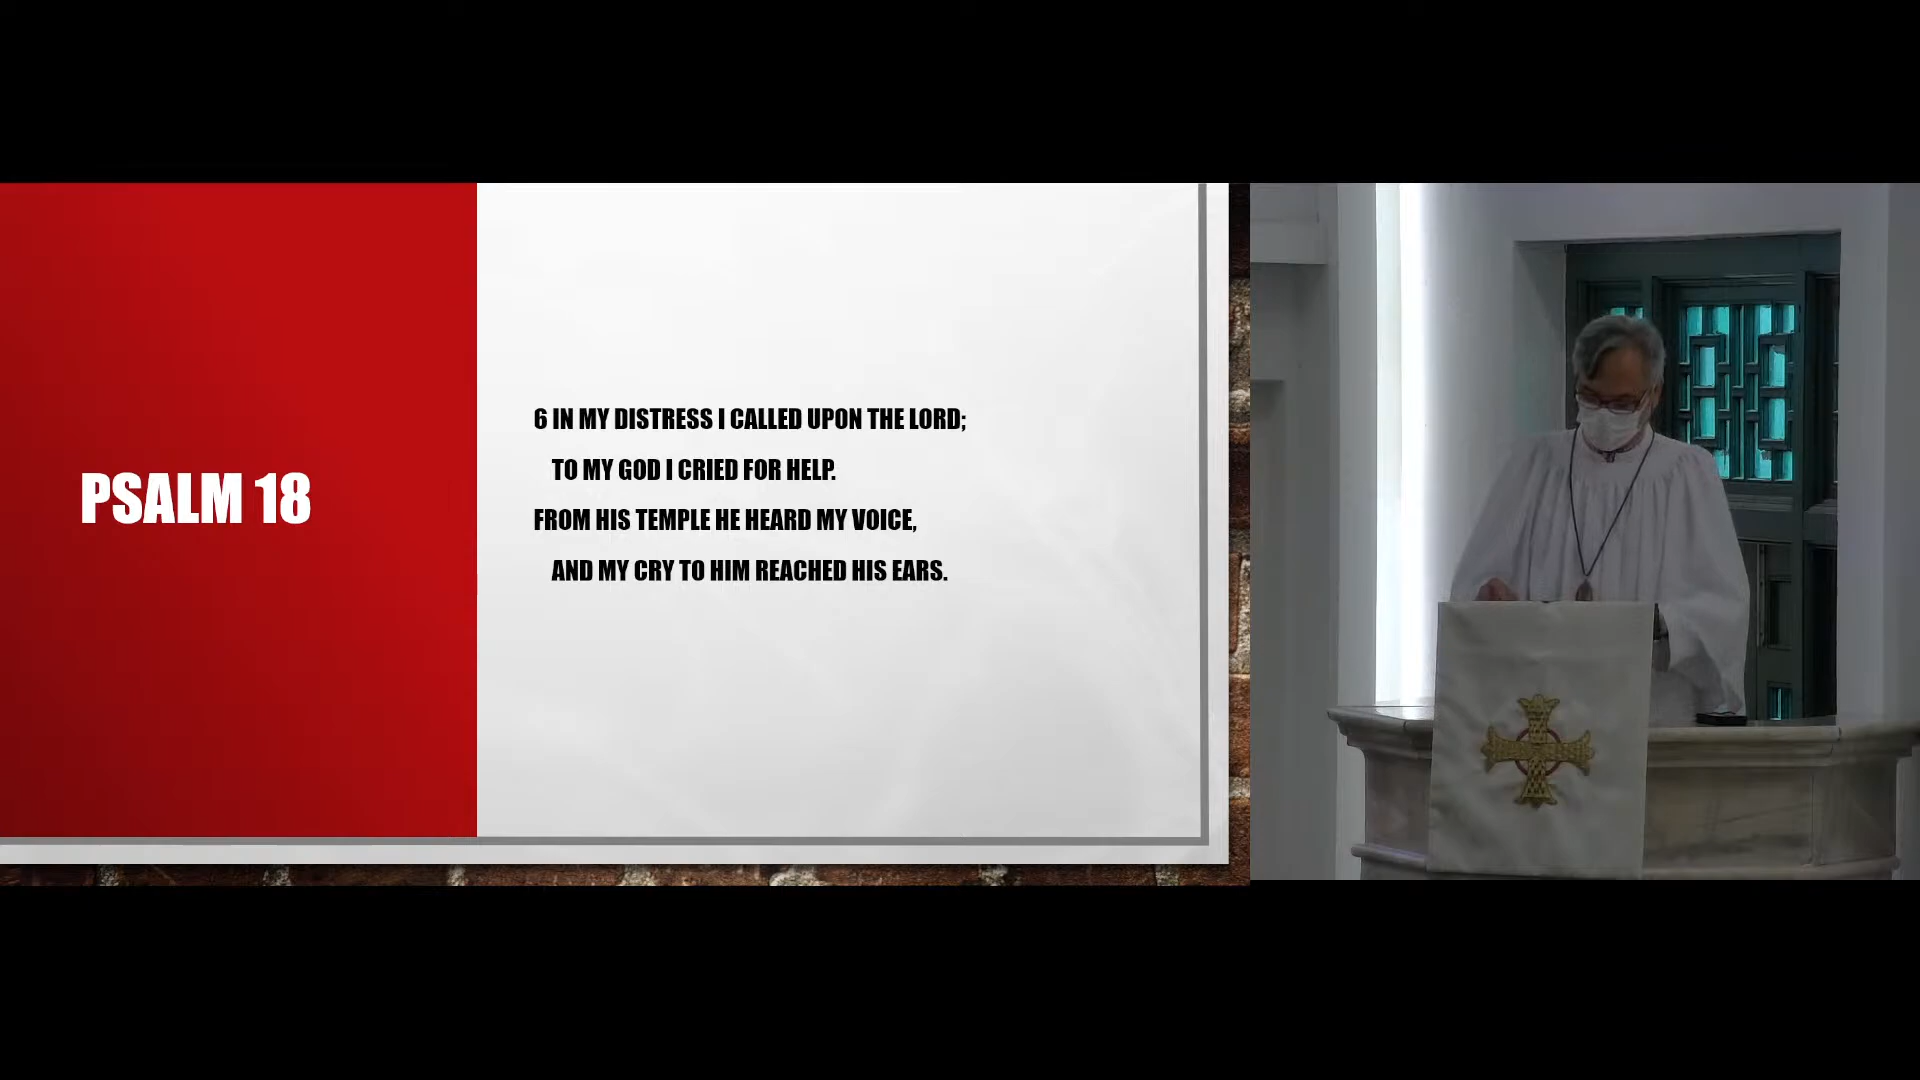 PSALM 18
6 IN MY DISTRESS I CALLED UPON THE LORD;
TO MY GOD I CRIED FOR HELP.
FROM HIS TEMPLE HE HEARD MY VOICE,
AND MY CRY TO HIM REACHED HIS EARS.